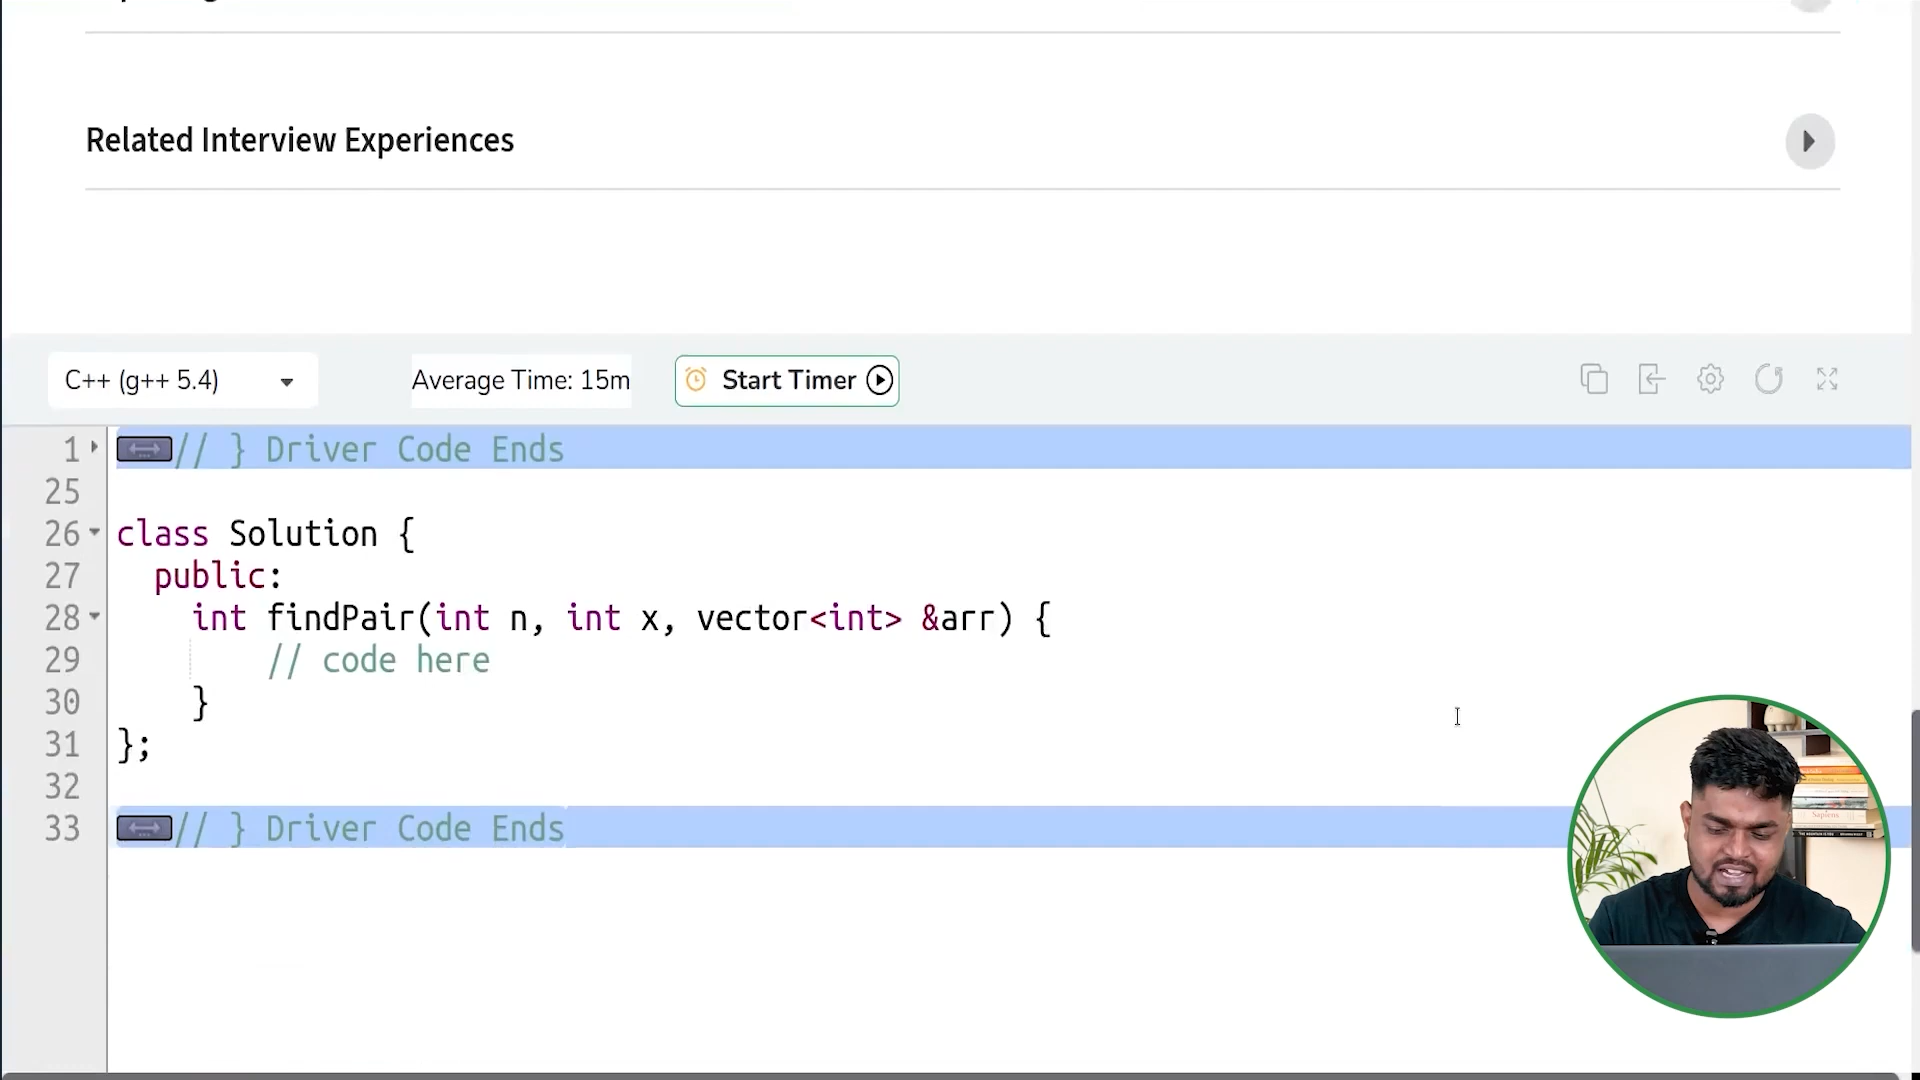 Related Interview Experiences
C++ (g++ 5.4)
Average Time: 15m
Start Timer
1 // } Driver Code Ends
25
26 class Solution {
27 public:
28 int findPair(int n, int x, vector<int> &arr) {
29 // code here
30 }
31 };
32
33 // } Driver Code Ends
Sapiens